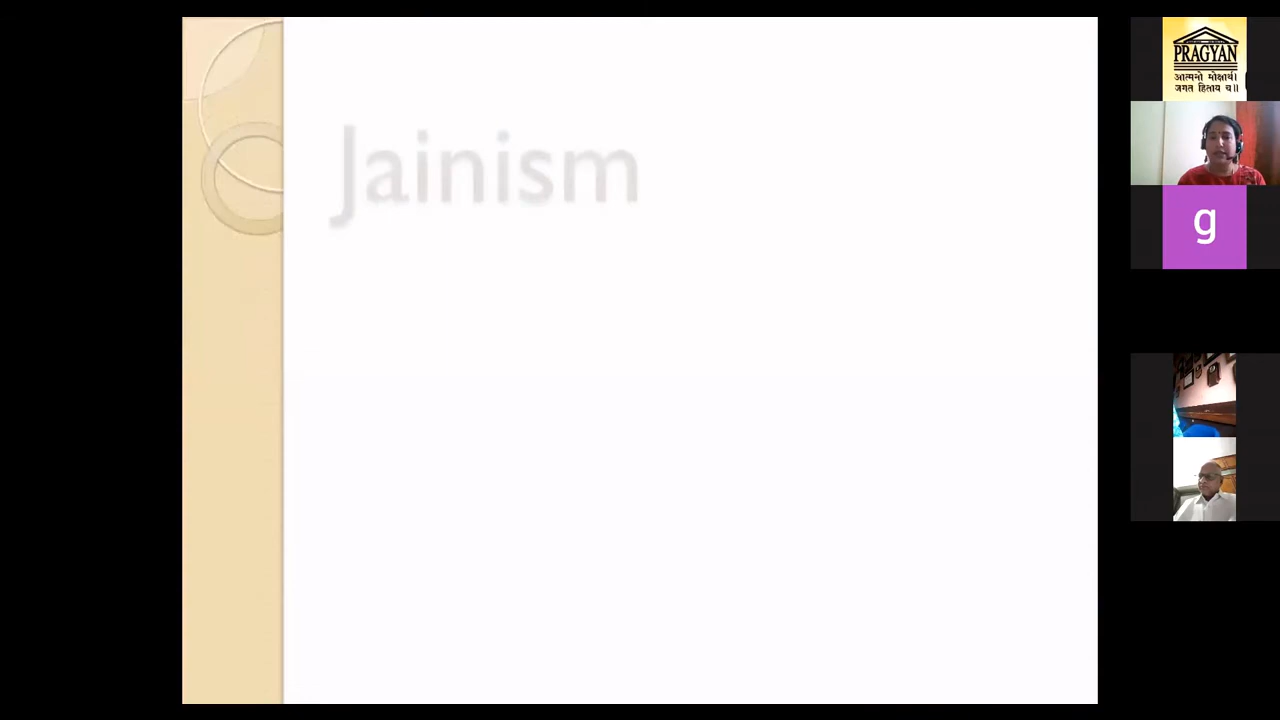 Jainism
PRAGYAN
आत्मनो मोक्षार्थं
जगत हिताय च॥
g